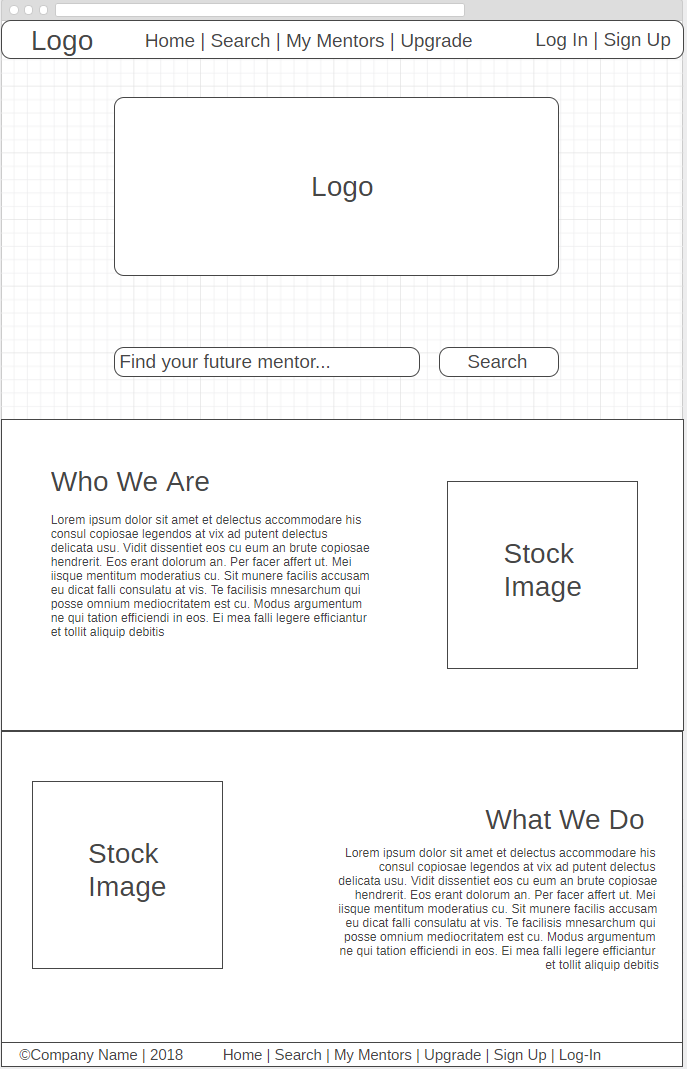 Logo
Home | Search | My Mentors | Upgrade
Log In | Sign Up
Logo
Find your future mentor...
Search
Who We Are
Lorem ipsum dolor sit amet et delectus accommodare his
consul copiosae legendos at vix ad putent delectus
delicata usu. Vidit dissentiet eos cu eum an brute copiosae
hendrerit. Eos erant dolorum an. Per facer affert ut. Mei
iisque mentitum moderatius cu. Sit munere facilis accusam
eu dicat falli consulatu at vis. Te facilisis mnesarchum qui
posse omnium mediocritatem est cu. Modus argumentum
ne qui tation efficiendi in eos. Ei mea falli legere efficiantur
et tollit aliquip debitis
Stock
Image
Stock
Image
What We Do
Lorem ipsum dolor sit amet et delectus accommodare his
consul copiosae legendos at vix ad putent delectus
delicata usu. Vidit dissentiet eos cu eum an brute copiosae
hendrerit. Eos erant dolorum an. Per facer affert ut. Mei
iisque mentitum moderatius cu. Sit munere facilis accusam
eu dicat falli consulatu at vis. Te facilisis mnesarchum qui
posse omnium mediocritatem est cu. Modus argumentum
ne qui tation efficiendi in eos. Ei mea falli legere efficiantur
et tollit aliquip debitis
©Company Name | 2018
Home | Search | My Mentors | Upgrade | Sign Up | Log-In